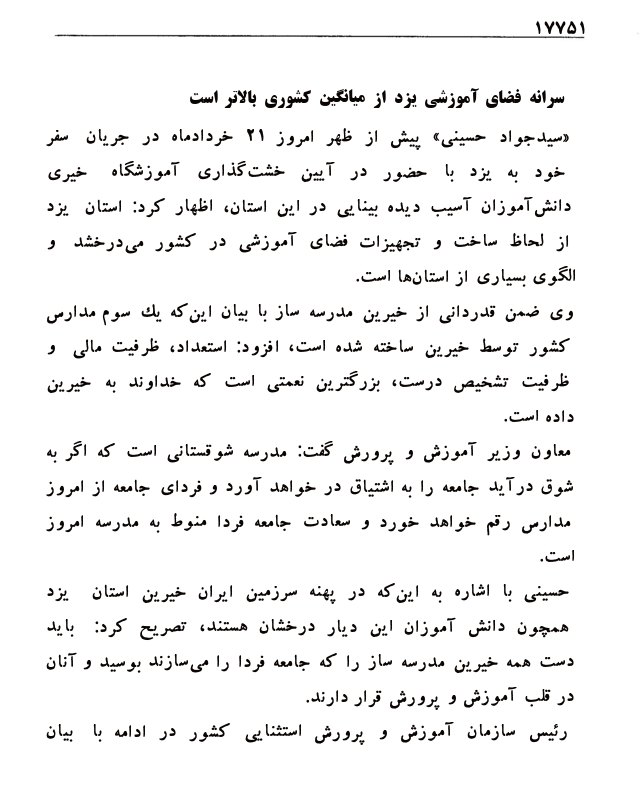 ۱۷۷۵۱
سرانه فضای آموزشی یزد از میانگین کشوری بالاتر است
«سیدجواد حسینی» پیش از ظهر امروز ۲۱ خردادماه در جریان سفر
خود به یزد با حضور در آیین خشت‌گذاری آموزشگاه خیری
دانش‌آموزان آسیب دیده بینایی در این استان، اظهار کرد: استان یزد
از لحاظ ساخت و تجهیزات فضای آموزشی در کشور می‌درخشد و
الگوی بسیاری از استان‌ها است.
وی ضمن قدردانی از خیرین مدرسه ساز با بیان این‌که یك سوم مدارس
کشور توسط خیرین ساخته شده است، افزود: استعداد، ظرفیت مالی و
ظرفیت تشخیص درست، بزرگترین نعمتی است که خداوند به خیرین
داده است.
معاون وزیر آموزش و پرورش گفت: مدرسه شوقستانی است که اگر به
شوق درآید جامعه را به اشتیاق در خواهد آورد و فردای جامعه از امروز
مدارس رقم خواهد خورد و سعادت جامعه فردا منوط به مدرسه امروز
است.
حسینی با اشاره به این‌که در پهنه سرزمین ایران خیرین استان یزد
همچون دانش آموزان این دیار درخشان هستند، تصریح کرد: باید
دست همه خیرین مدرسه ساز را که جامعه فردا را می‌سازند بوسید و آنان
در قلب آموزش و پرورش قرار دارند.
رئیس سازمان آموزش و پرورش استثنایی کشور در ادامه با بیان